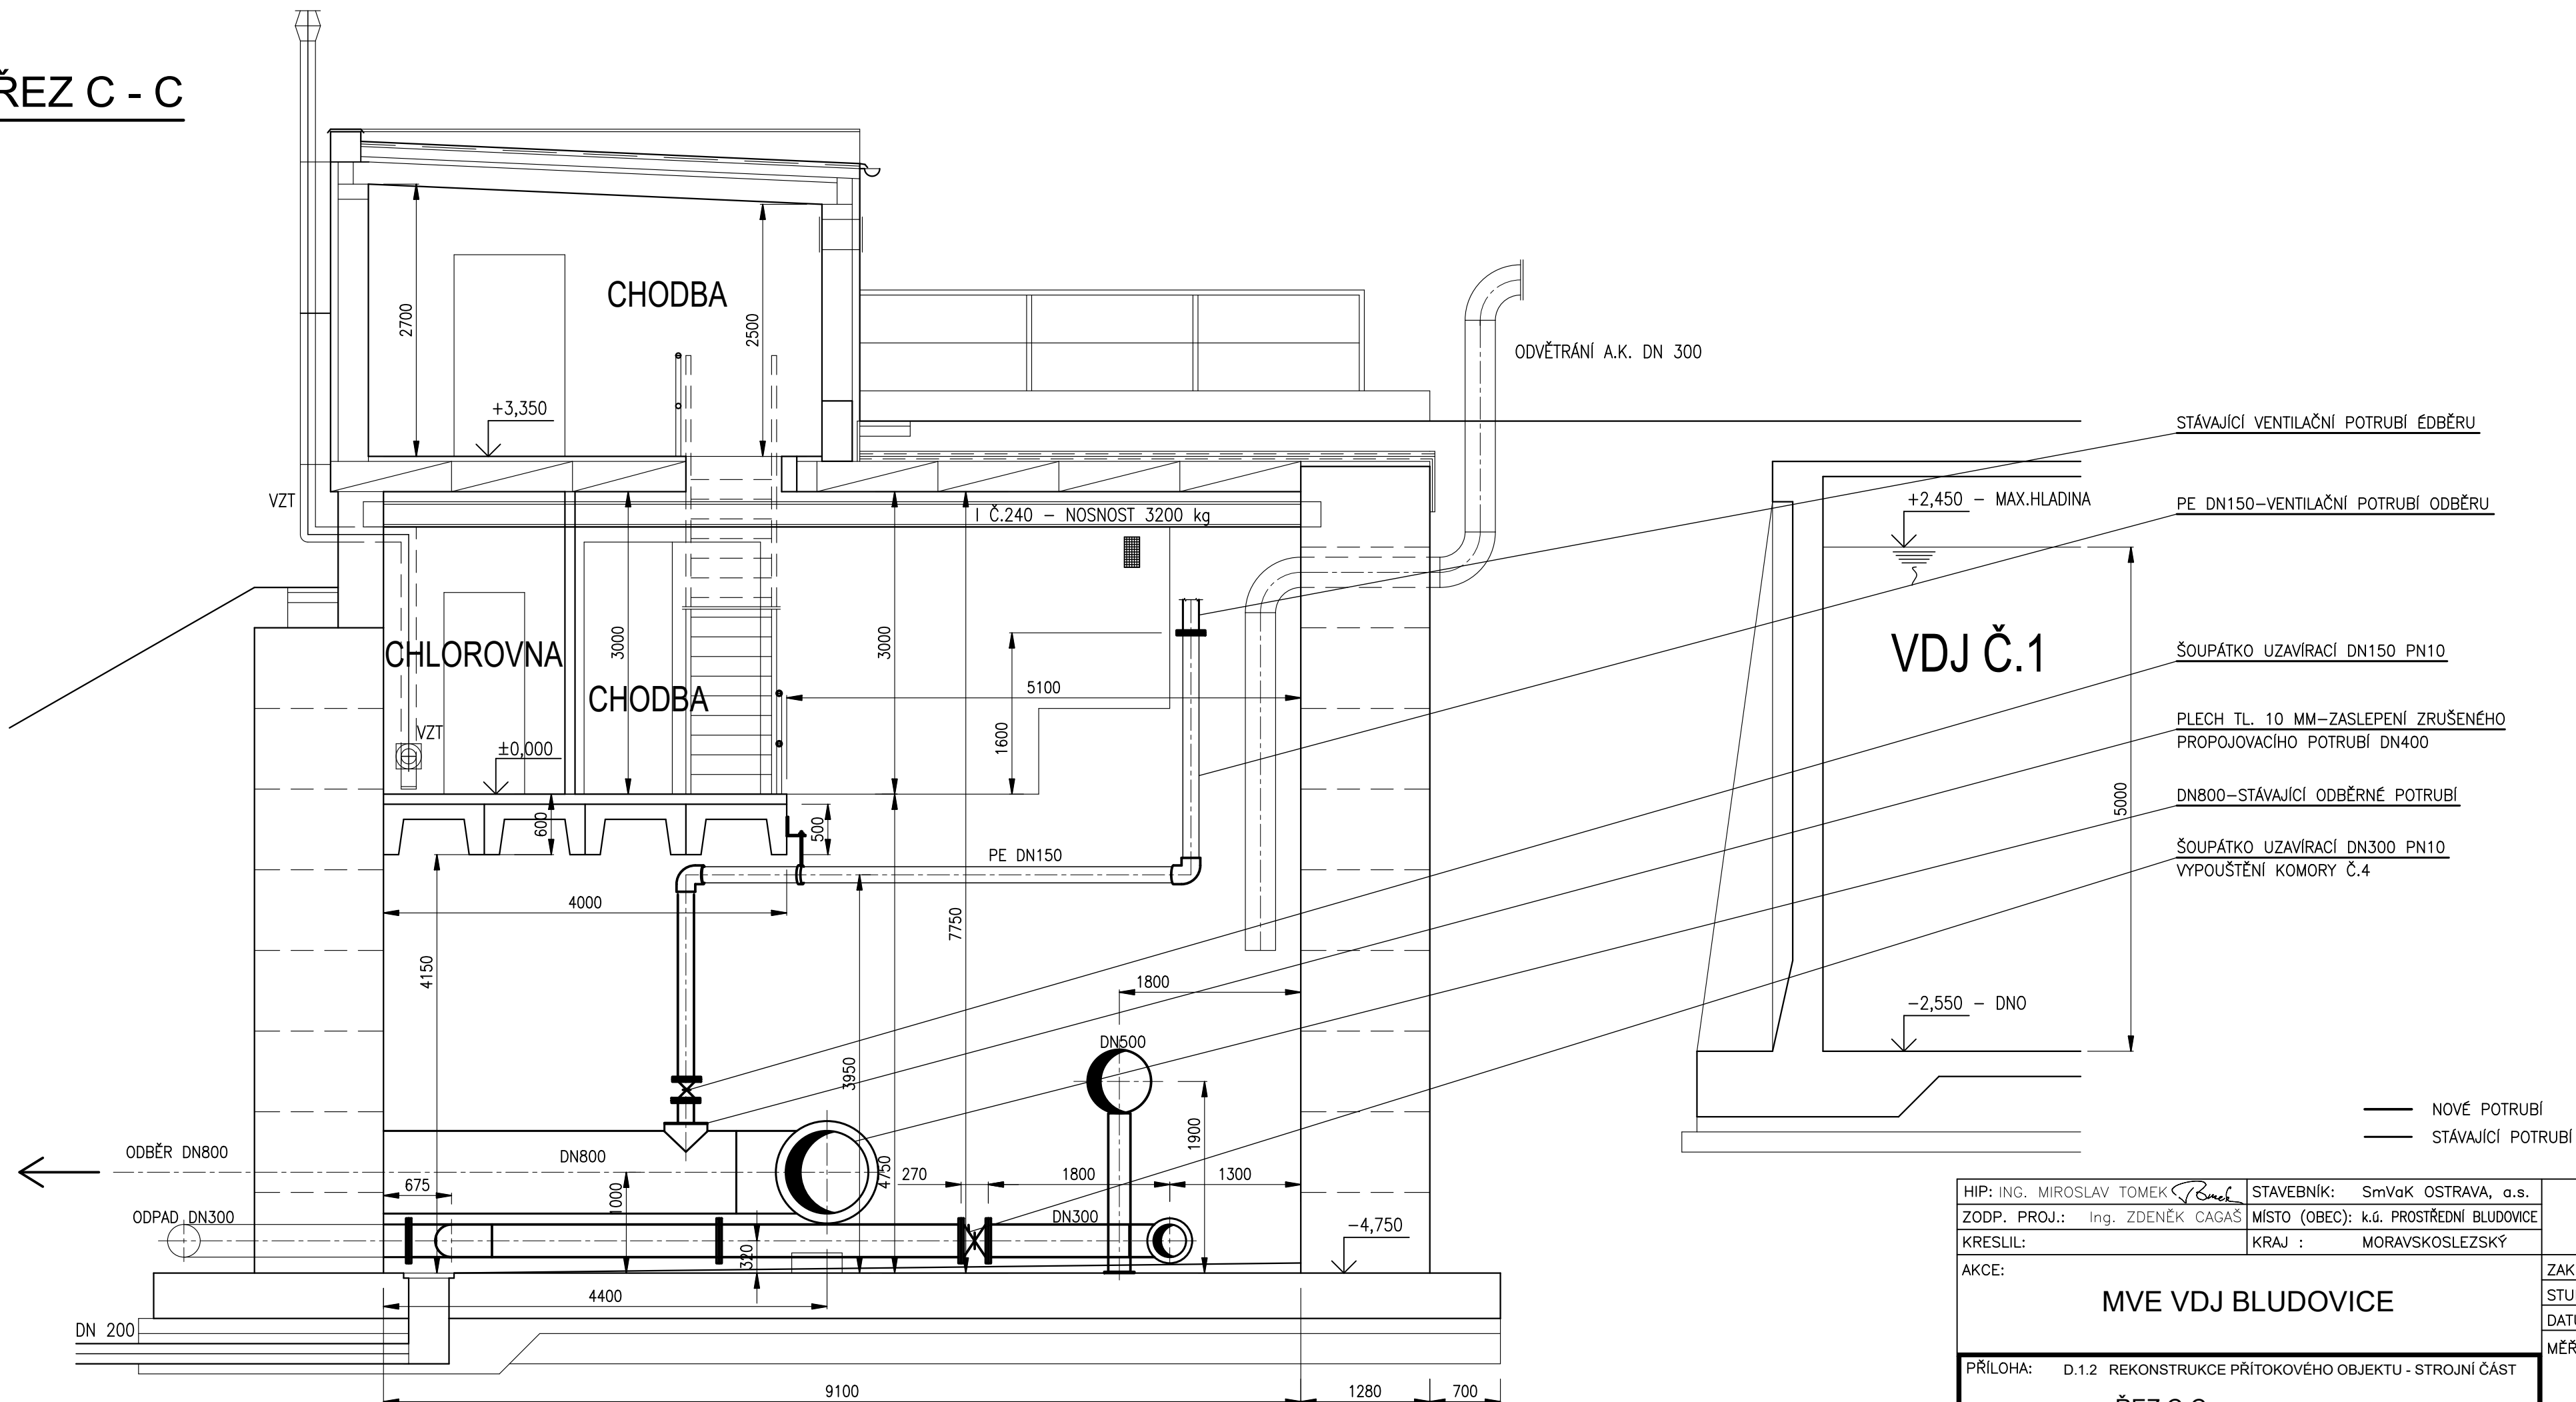 ŘEZ C - C
CHODBA
2700
2500
+3,350
ODVĚTRÁNÍ A.K. DN 300
STÁVAJÍCÍ VENTILAČNÍ POTRUBÍ ÉDBĚRU
VZT
I Č.240 – NOSNOST 3200 kg
+2,450 – MAX.HLADINA
PE DN150–VENTILAČNÍ POTRUBÍ ODBĚRU
CHLOROVNA
3000
CHODBA
3000
5100
1600
VDJ Č.1
ŠOUPÁTKO UZAVÍRACÍ DN150 PN10
PLECH TL. 10 MM–ZASLEPENÍ ZRUŠENÉHO
PROPOJOVACÍHO POTRUBÍ DN400
VZT
±0,000
5000
DN800–STÁVAJÍCÍ ODBĚRNÉ POTRUBÍ
600
500
PE DN150
ŠOUPÁTKO UZAVÍRACÍ DN300 PN10
VYPOUŠTĚNÍ KOMORY Č.4
4000
7750
4150
1800
–2,550 – DNO
DN500
3950
1900
NOVÉ POTRUBÍ
STÁVAJÍCÍ POTRUBÍ
ODBĚR DN800
DN800
4750
270
1800
1300
675
1000
ODPAD DN300
DN300
–4,750
320
4400
DN 200
9100
1280
700
HIP: ING. MIROSLAV TOMEK
STAVEBNÍK: SmVaK OSTRAVA, a.s.
ZODP. PROJ.: Ing. ZDENĚK CAGAŠ
MÍSTO (OBEC): k.ú. PROSTŘEDNÍ BLUDOVICE
KRESLIL:
KRAJ : MORAVSKOSLEZSKÝ
AKCE:
MVE VDJ BLUDOVICE
ZAK
STU
DATU
MĚŘ
PŘÍLOHA: D.1.2 REKONSTRUKCE PŘÍTOKOVÉHO OBJEKTU - STROJNÍ ČÁST
ŘEZ C-C